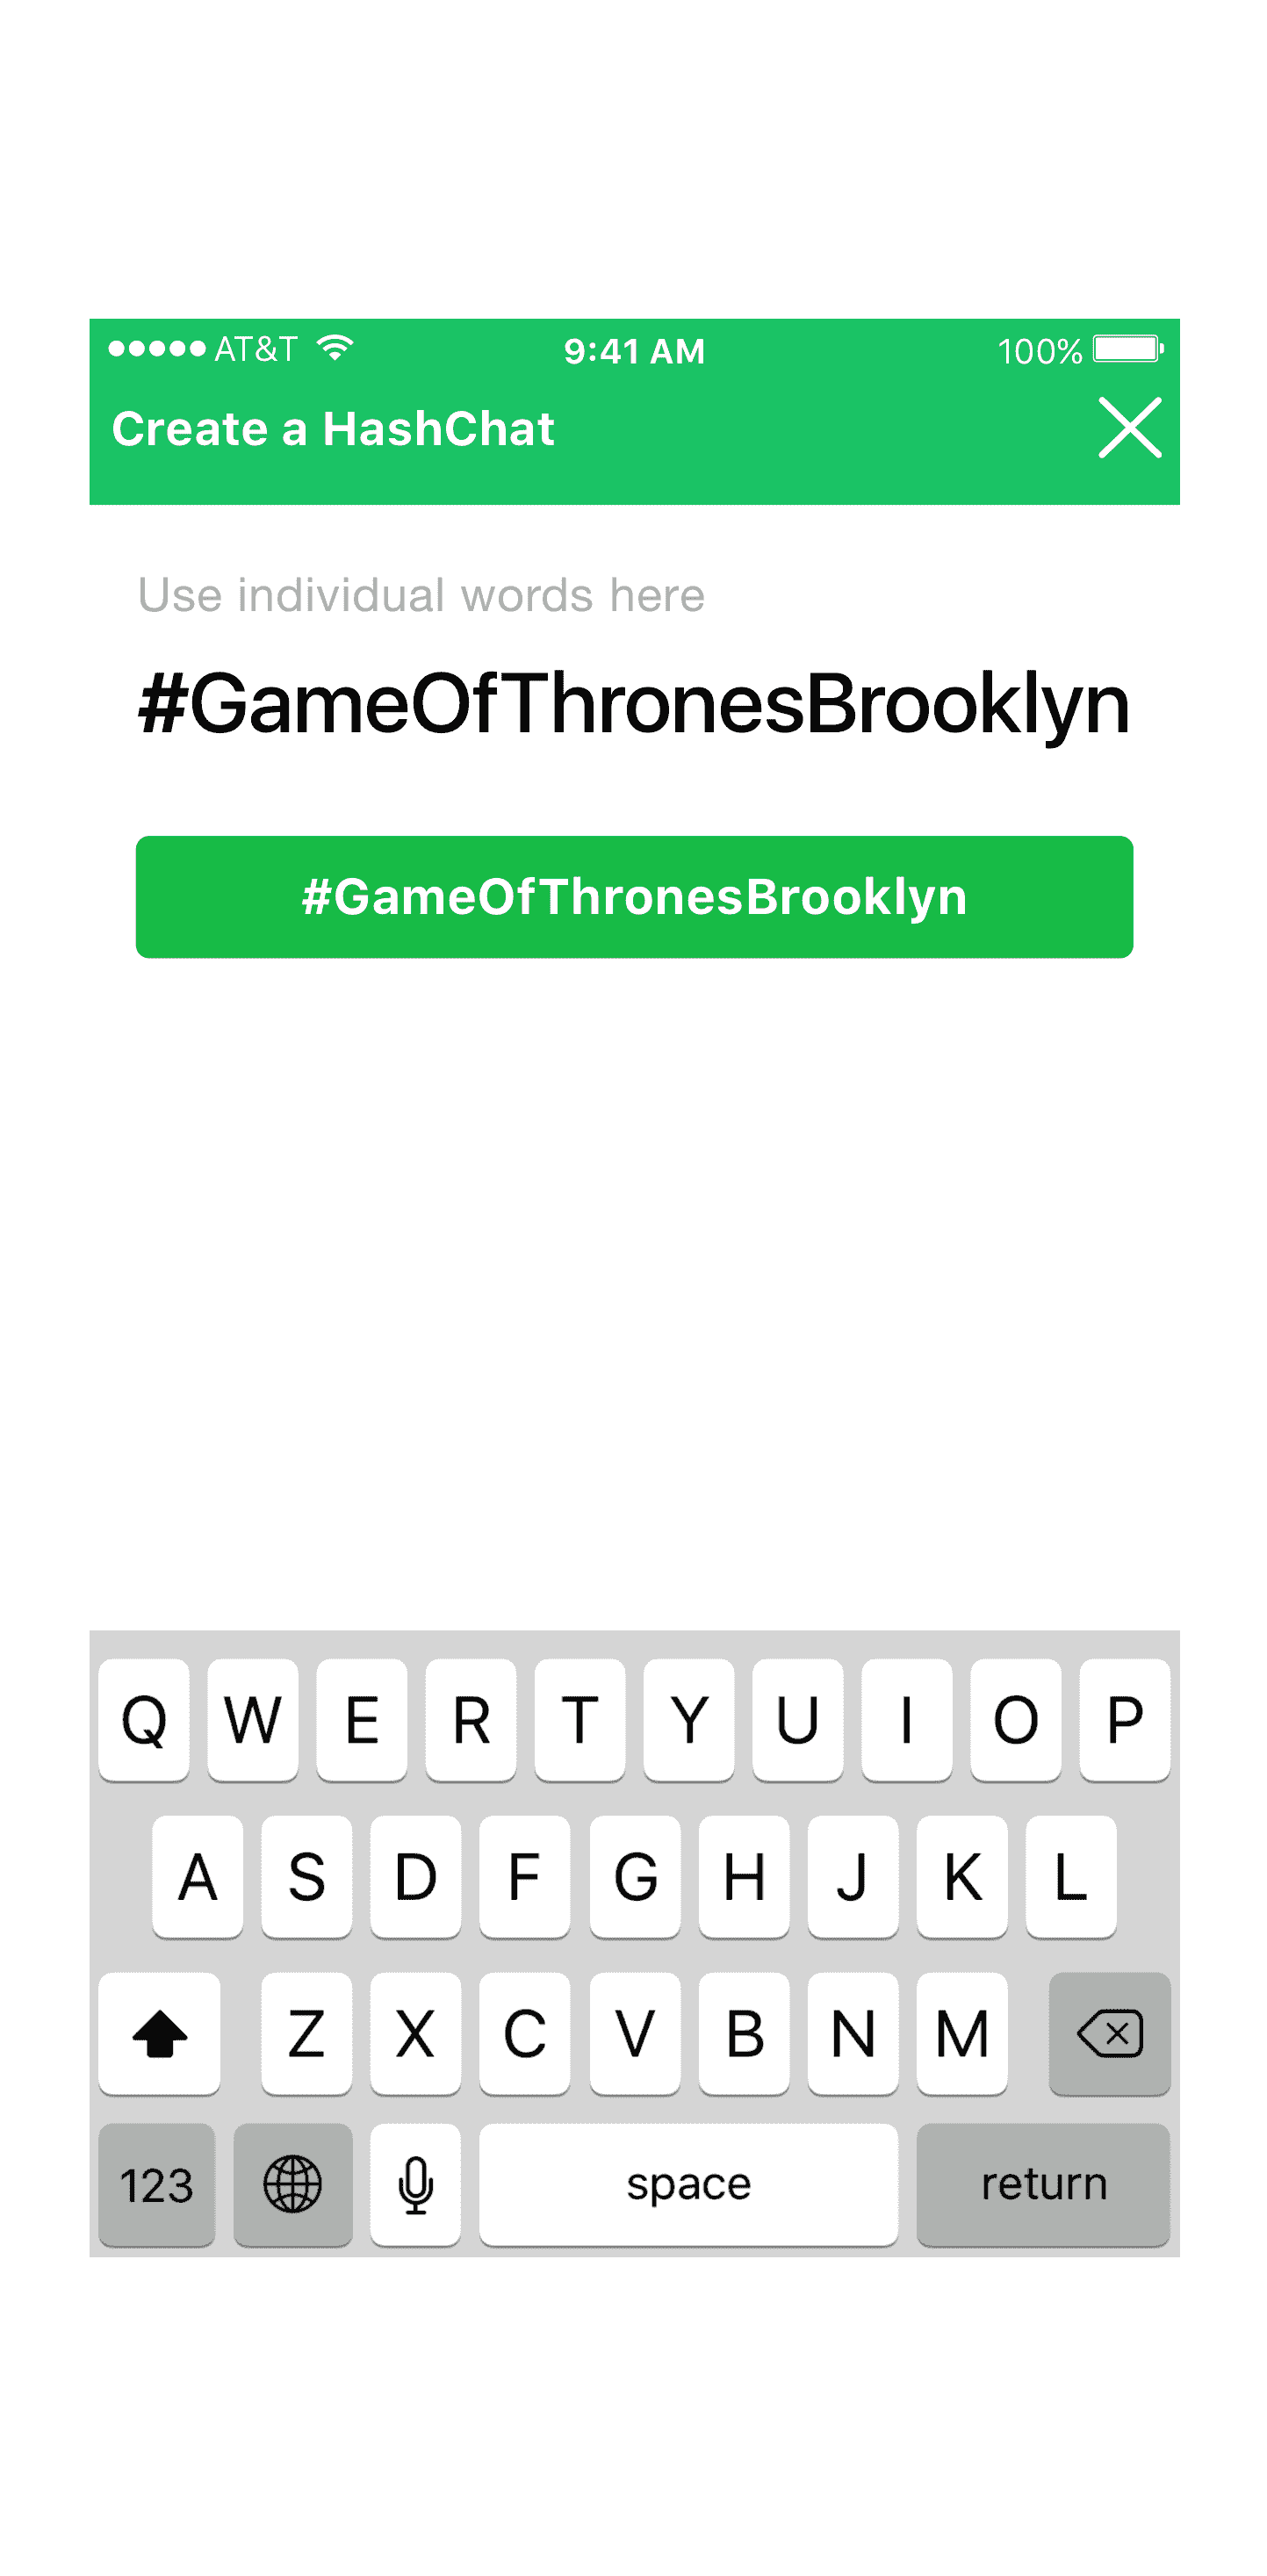 AT&T 9:41 AM 100%
Create a HashChat
Use individual words here
#GameOfThronesBrooklyn
#GameOfThronesBrooklyn
Q W E R T Y U I O P
A S D F G H J K L
Z X C V B N M
123 space return